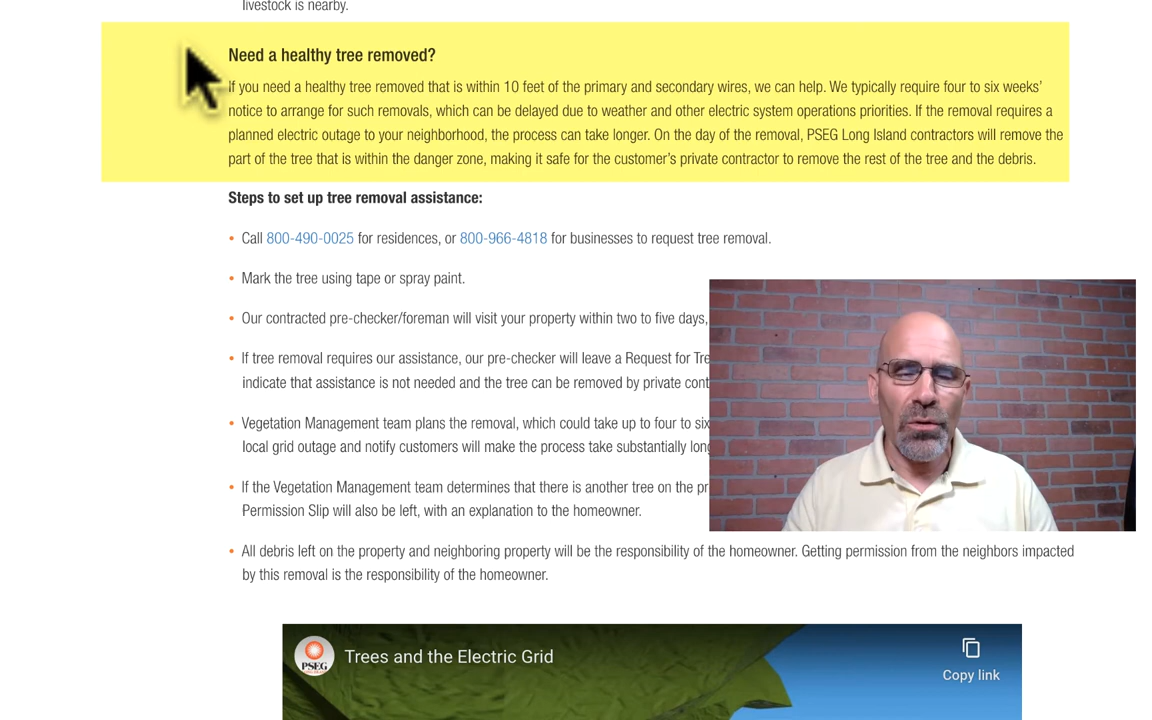 livestock is nearby.
Need a healthy tree removed?
If you need a healthy tree removed that is within 10 feet of the primary and secondary wires, we can help. We typically require four to six weeks’
notice to arrange for such removals, which can be delayed due to weather and other electric system operations priorities. If the removal requires a
planned electric outage to your neighborhood, the process can take longer. On the day of the removal, PSEG Long Island contractors will remove the
part of the tree that is within the danger zone, making it safe for the customer’s private contractor to remove the rest of the tree and the debris.
Steps to set up tree removal assistance:
• Call 800-490-0025 for residences, or 800-966-4818 for businesses to request tree removal.
• Mark the tree using tape or spray paint.
• Our contracted pre-checker/foreman will visit your property within two to five days,
• If tree removal requires our assistance, our pre-checker will leave a Request for Tre
indicate that assistance is not needed and the tree can be removed by private cont
• Vegetation Management team plans the removal, which could take up to four to six
local grid outage and notify customers will make the process take substantially long
• If the Vegetation Management team determines that there is another tree on the pr
Permission Slip will also be left, with an explanation to the homeowner.
• All debris left on the property and neighboring property will be the responsibility of the homeowner. Getting permission from the neighbors impacted
by this removal is the responsibility of the homeowner.
PSEG
Trees and the Electric Grid
Copy link